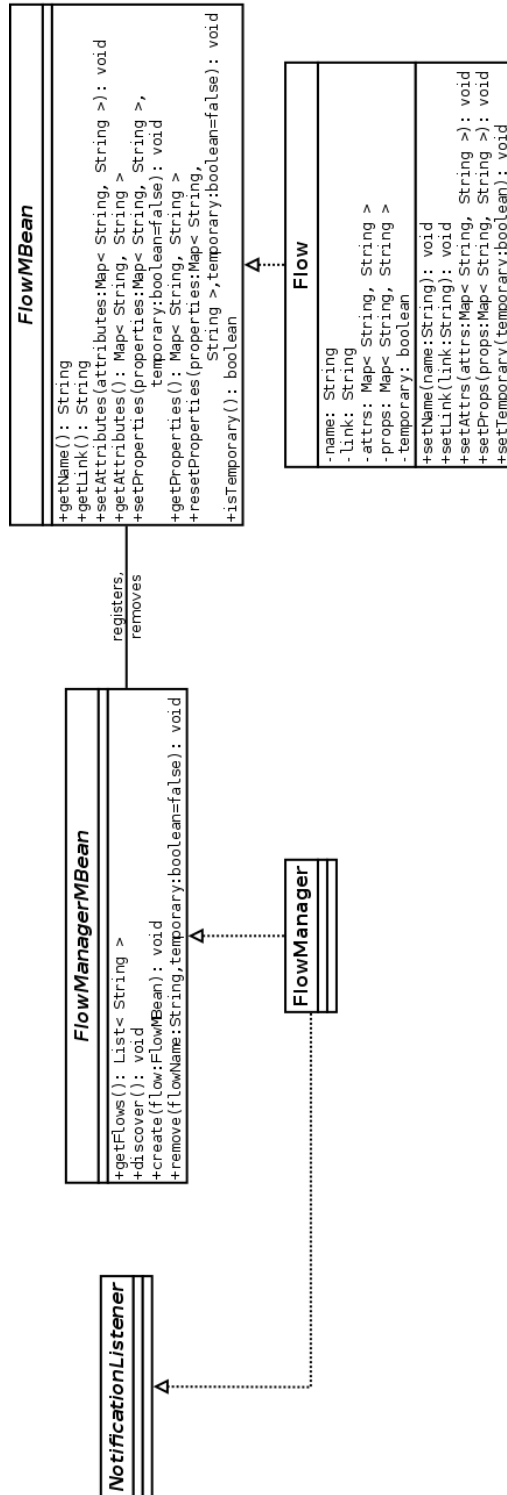 NotificationListener
FlowManagerMBean
+getFlows(): List< String >
+discover(): void
+create(flow:FlowMBean): void
+remove(flowName:String,temporary:boolean=false): void
FlowManager
registers,
removes
FlowMBean
+getName(): String
+getLink(): String
+setAttributes(attributes:Map< String, String >): void
+getAttributes(): Map< String, String >
+setProperties(properties:Map< String, String >,
temporary:boolean=false): void
+getProperties(): Map< String, String >
+resetProperties(properties:Map< String,
String >,temporary:boolean=false): void
+isTemporary(): boolean
Flow
-name: String
-link: String
-attrs: Map< String, String >
-props: Map< String, String >
-temporary: boolean
+setName(name:String): void
+setLink(link:String): void
+setAttrs(attrs:Map< String, String >): void
+setProps(props:Map< String, String >): void
+setTemporary(temporary:boolean): void